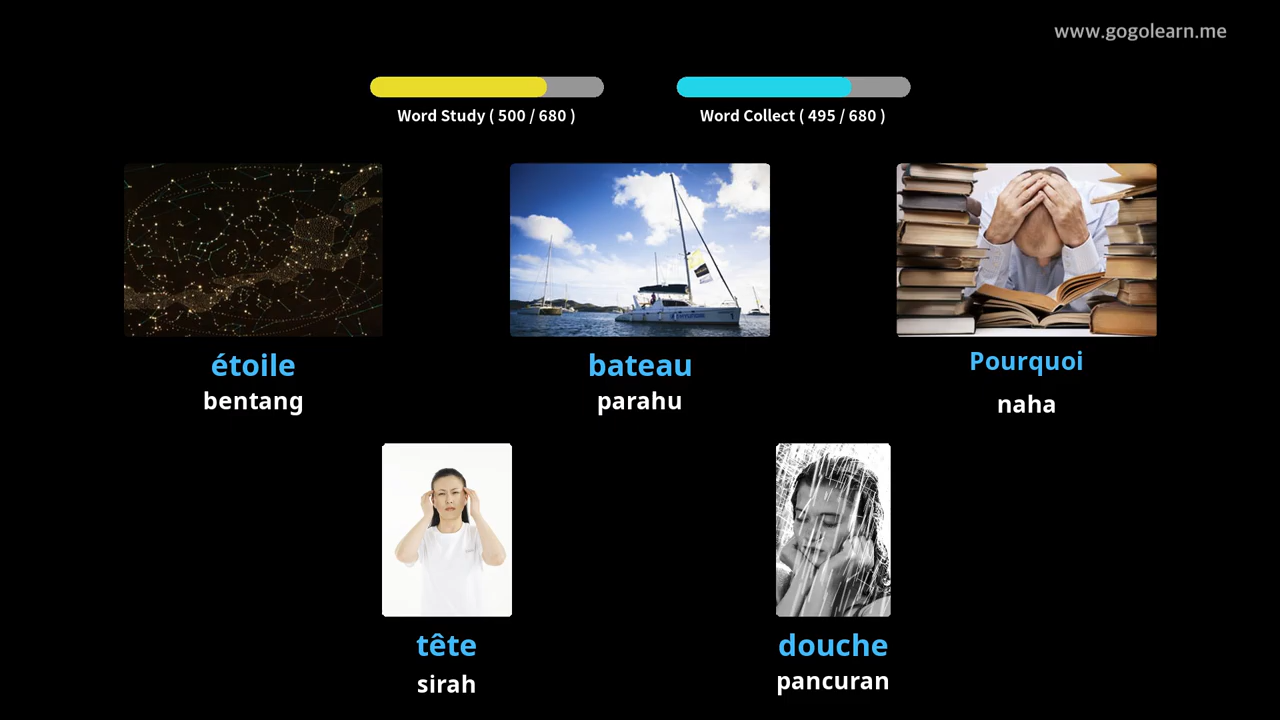 www.gogolearn.me
Word Study ( 500 / 680 )
Word Collect ( 495 / 680 )
étoile
bentang
bateau
parahu
Pourquoi
naha
tête
sirah
douche
pancuran